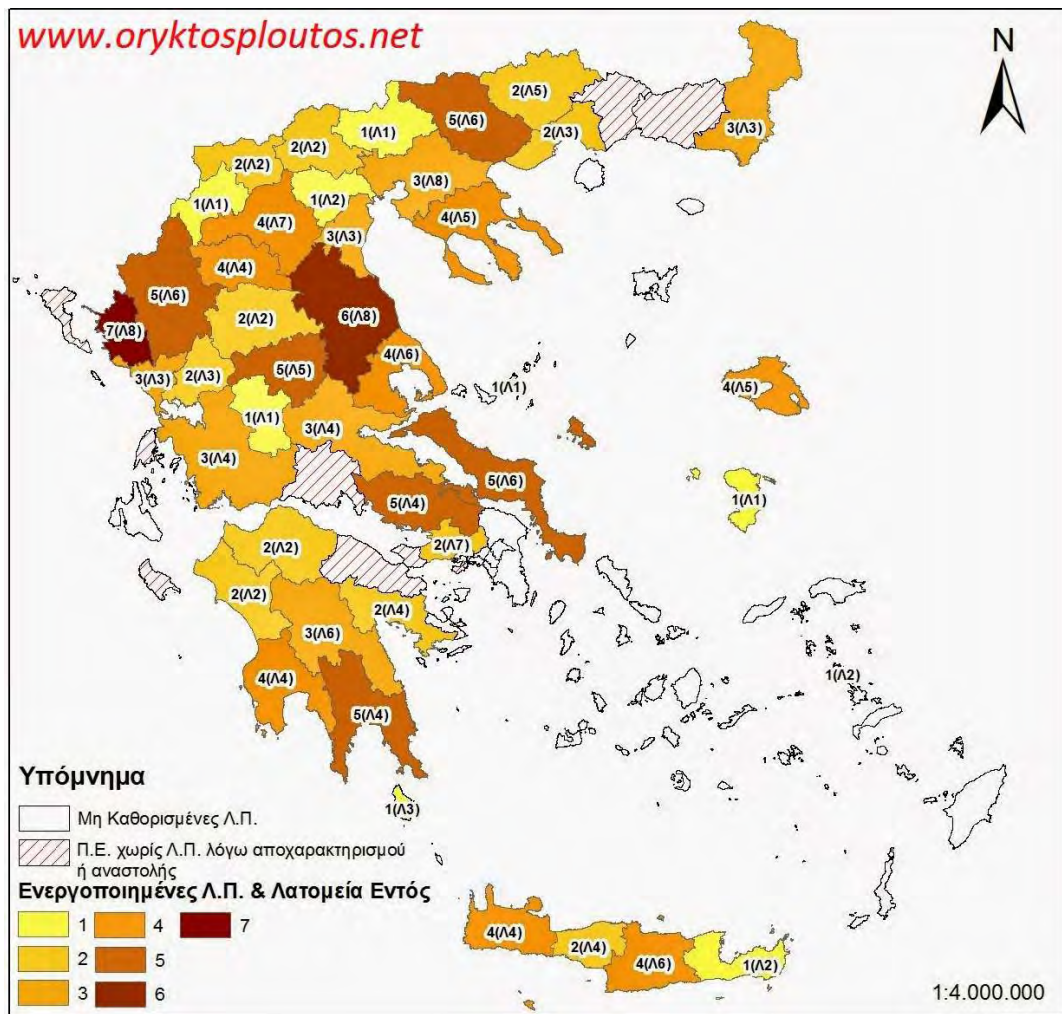 www.oryktosploutos.net
N
2(Λ5)
1(Λ1)
5(Λ6)
3(Λ3)
2(Λ3)
2(Λ2)
2(Λ2)
3(Λ8)
1(Λ2)
1(Λ1)
4(Λ7)
4(Λ5)
3(Λ3)
4(Λ4)
5(Λ6)
6(Λ8)
2(Λ2)
7(Λ8)
4(Λ6)
5(Λ5)
3(Λ3)
2(Λ3)
1(Λ1)
4(Λ5)
1(Λ1)
3(Λ4)
3(Λ4)
5(Λ6)
1(Λ1)
5(Λ4)
2(Λ7)
2(Λ2)
2(Λ2)
2(Λ4)
3(Λ6)
4(Λ4)
1(Λ2)
5(Λ4)
1(Λ3)
Υπόμνημα
Μη Καθορισμένες Λ.Π.
Π.Ε. χωρίς Λ.Π. λόγω αποχαρακτηρισμού
ή αναστολής
Ενεργοποιημένες Λ.Π. & Λατομεία Εντός
1 4 7
2 5
3 6
4(Λ4)
2(Λ4)
4(Λ6)
1(Λ2)
1:4.000.000